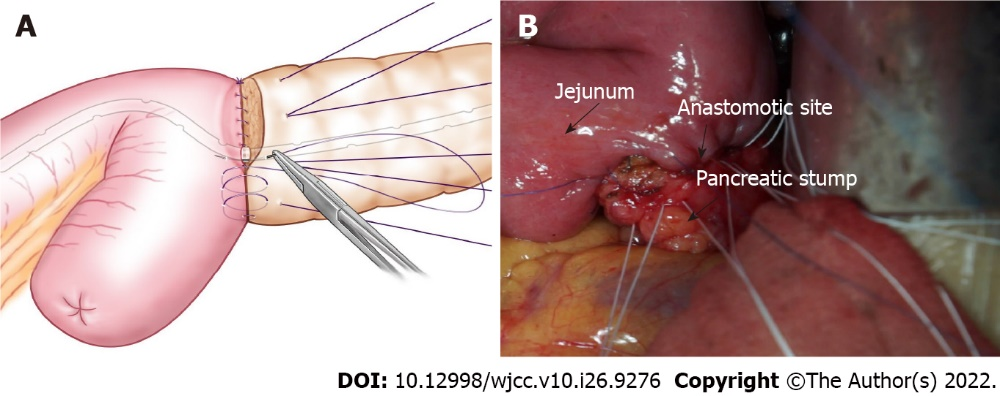 A
B
Jejunum
Anastomotic site
Pancreatic stump
DOI: 10.12998/wjcc.v10.i26.9276 Copyright ©The Author(s) 2022.